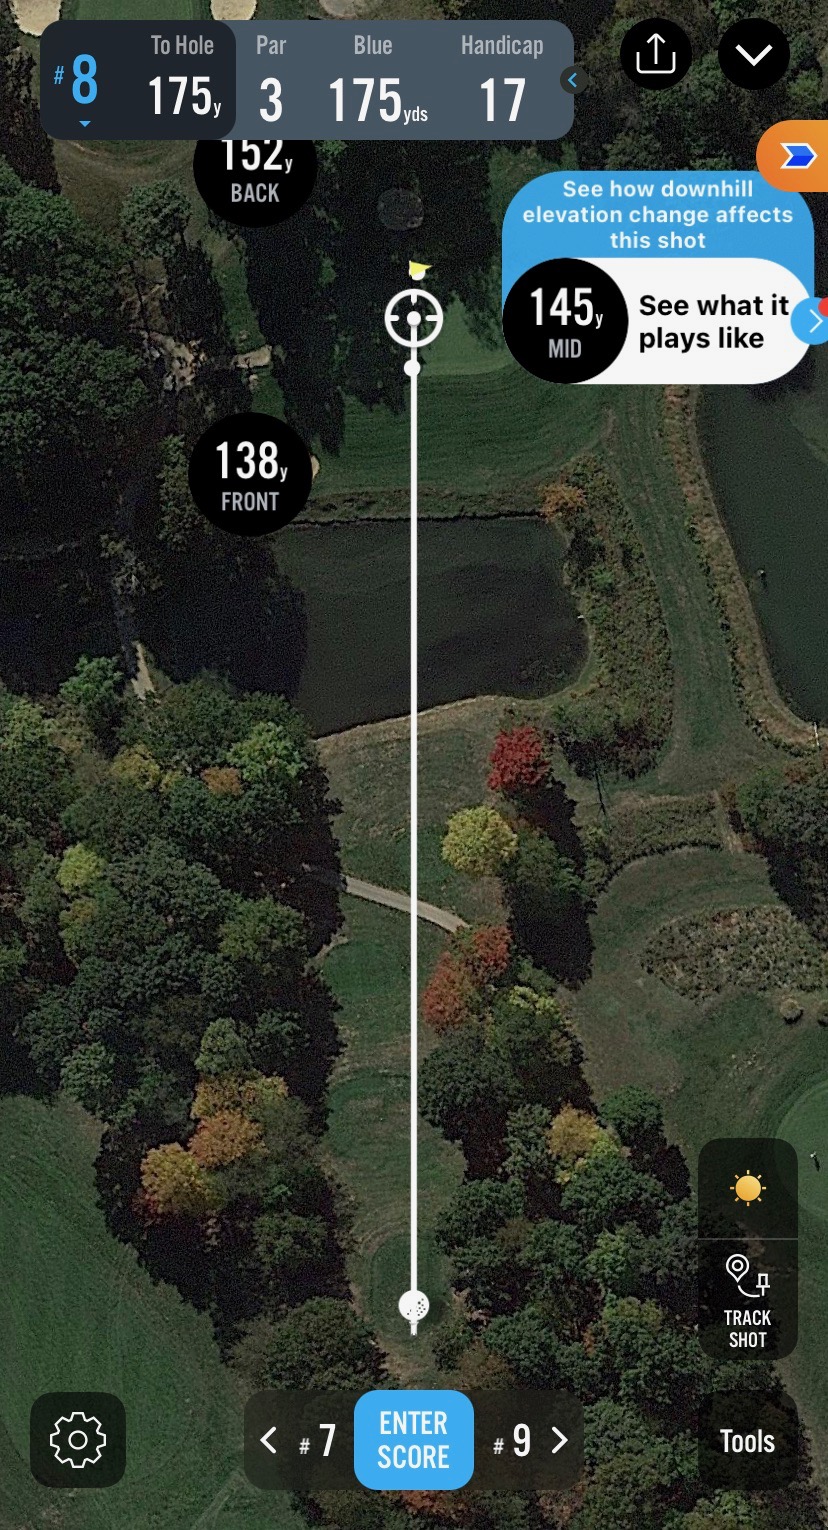 #8
To Hole
175y
Par
3
Blue
175yds
Handicap
17
152y
BACK
See how downhill
elevation change affects
this shot
145y
MID
See what it
plays like
138y
FRONT
TRACK
SHOT
# 7
ENTER
SCORE
# 9
Tools